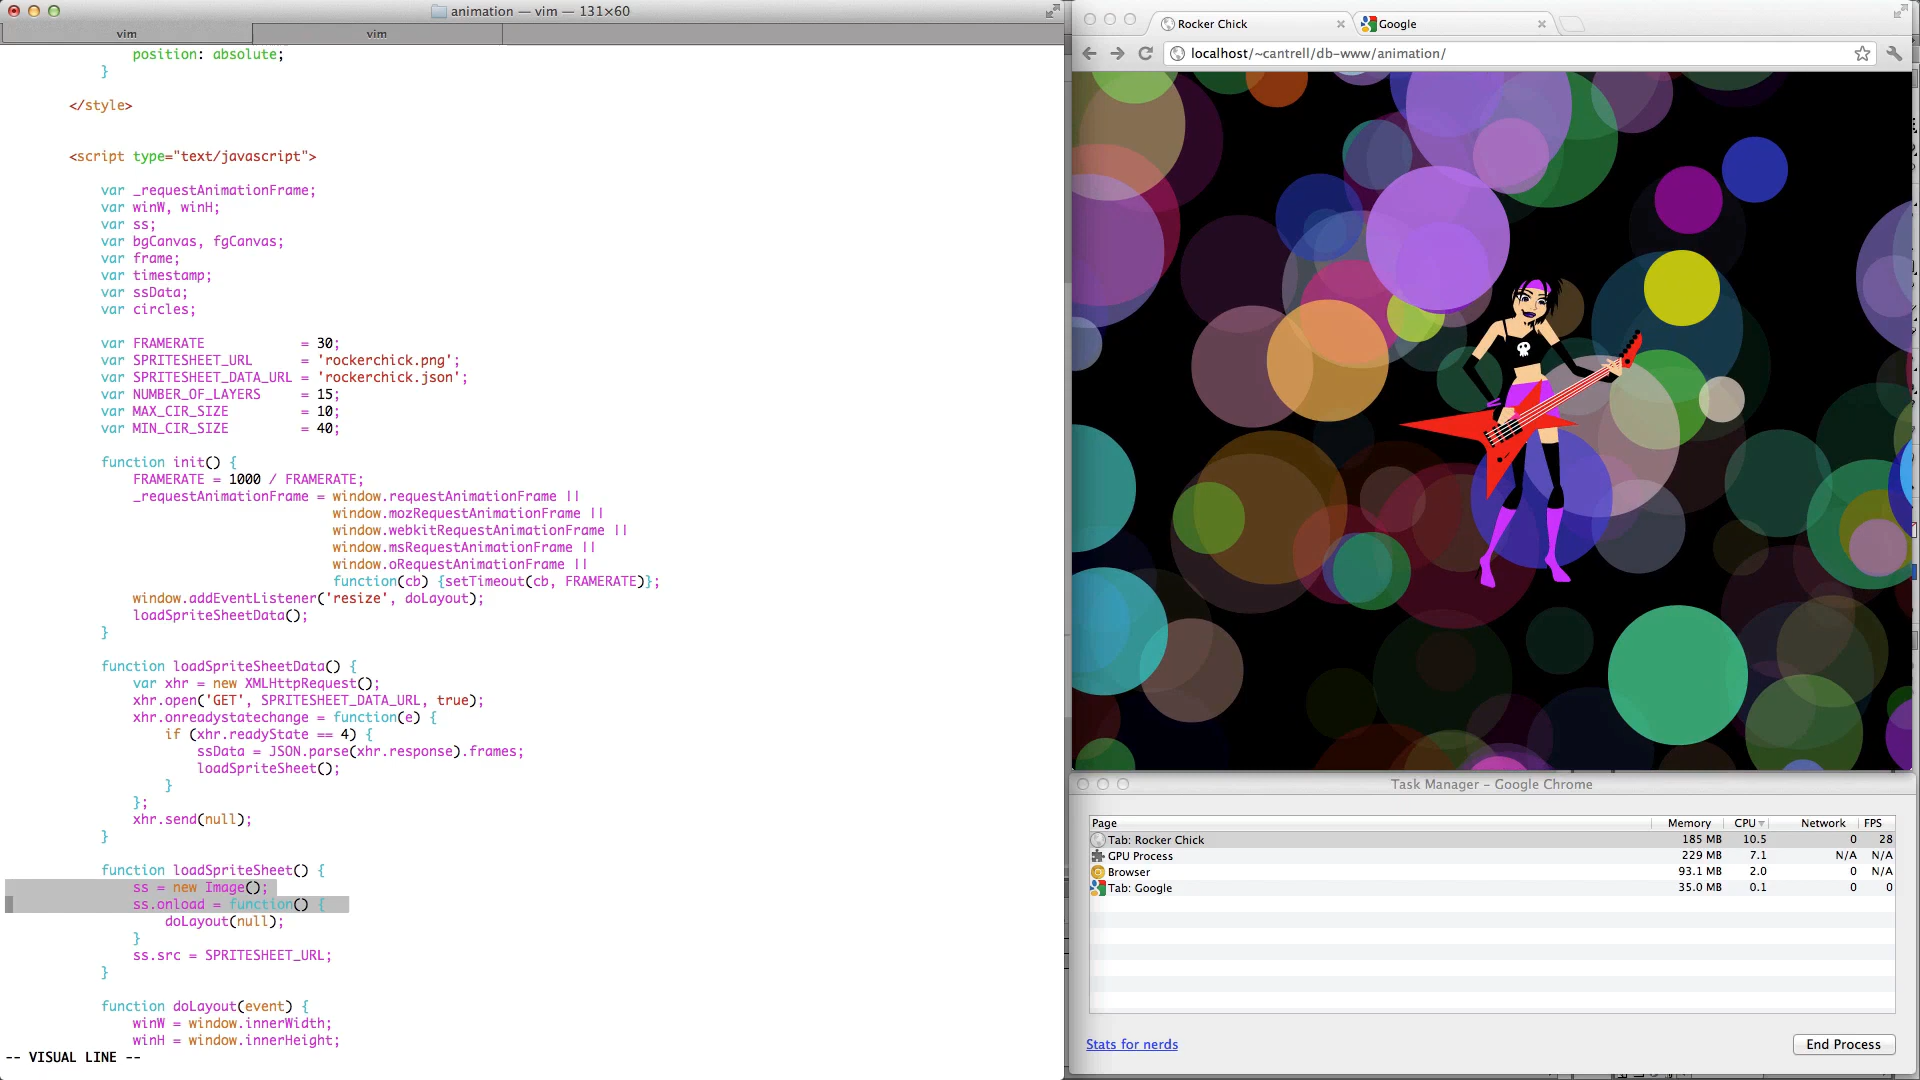 animation — vim — 131×60
vim
vim
position: absolute;
}
</style>
<script type="text/javascript">
var _requestAnimationFrame;
var winW, winH;
var ss;
var bgCanvas, fgCanvas;
var frame;
var timestamp;
var ssData;
var circles;
var FRAMERATE = 30;
var SPRITESHEET_URL = 'rockerchick.png';
var SPRITESHEET_DATA_URL = 'rockerchick.json';
var NUMBER_OF_LAYERS = 15;
var MAX_CIR_SIZE = 10;
var MIN_CIR_SIZE = 40;
function init() {
FRAMERATE = 1000 / FRAMERATE;
_requestAnimationFrame = window.requestAnimationFrame ||
window.mozRequestAnimationFrame ||
window.webkitRequestAnimationFrame ||
window.msRequestAnimationFrame ||
window.oRequestAnimationFrame ||
function(cb) {setTimeout(cb, FRAMERATE)};
window.addEventListener('resize', doLayout);
loadSpriteSheetData();
}
function loadSpriteSheetData() {
var xhr = new XMLHttpRequest();
xhr.open('GET', SPRITESHEET_DATA_URL, true);
xhr.onreadystatechange = function(e) {
if (xhr.readyState == 4) {
ssData = JSON.parse(xhr.response).frames;
loadSpriteSheet();
}
};
xhr.send(null);
}
function loadSpriteSheet() {
ss = new Image();
ss.onload = function() {
doLayout(null);
}
ss.src = SPRITESHEET_URL;
}
function doLayout(event) {
winW = window.innerWidth;
winH = window.innerHeight;
-- VISUAL LINE --
Rocker Chick
Google
localhost/~cantrell/db-www/animation/
Task Manager – Google Chrome
Page Memory CPU Network FPS
Tab: Rocker Chick 185 MB 10.5 0 28
GPU Process 229 MB 7.1 N/A N/A
Browser 93.1 MB 2.0 0 N/A
Tab: Google 35.0 MB 0.1 0 0
Stats for nerds
End Process